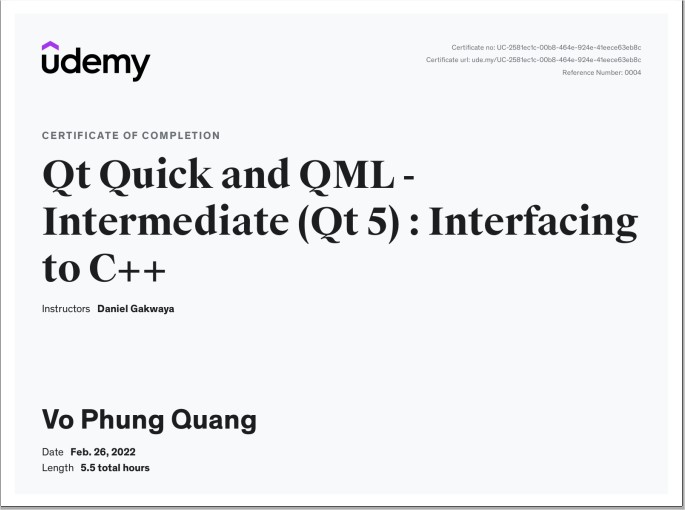 udemy
Certificate no: UC-2581ec1c-00b8-464e-924e-41eece63eb8c
Certificate url: ude.my/UC-2581ec1c-00b8-464e-924e-41eece63eb8c
Reference Number: 0004
CERTIFICATE OF COMPLETION
Qt Quick and QML -
Intermediate (Qt 5) : Interfacing
to C++
Instructors Daniel Gakwaya
Vo Phung Quang
Date Feb. 26, 2022
Length 5.5 total hours